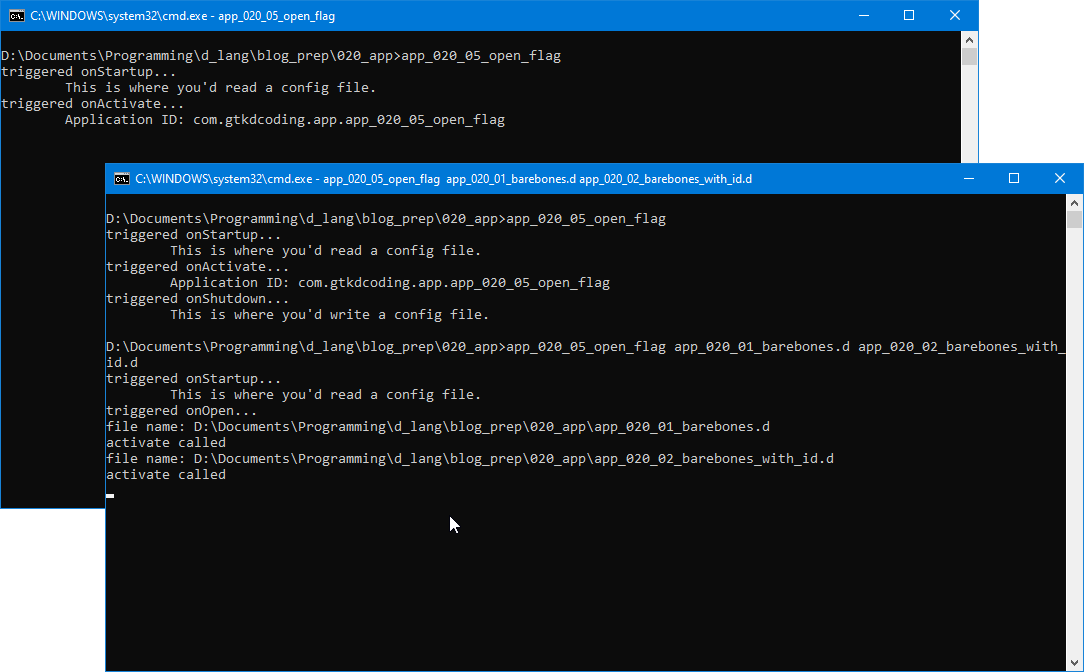 C:\WINDOWS\system32\cmd.exe - app_020_05_open_flag
D:\Documents\Programming\d_lang\blog_prep\020_app>app_020_05_open_flag
triggered onStartup...
        This is where you'd read a config file.
triggered onActivate...
        Application ID: com.gtkdcoding.app.app_020_05_open_flag
C:\WINDOWS\system32\cmd.exe - app_020_05_open_flag  app_020_01_barebones.d app_020_02_barebones_with_id.d
D:\Documents\Programming\d_lang\blog_prep\020_app>app_020_05_open_flag
triggered onStartup...
        This is where you'd read a config file.
triggered onActivate...
        Application ID: com.gtkdcoding.app.app_020_05_open_flag
triggered onShutdown...
        This is where you'd write a config file.
D:\Documents\Programming\d_lang\blog_prep\020_app>app_020_05_open_flag app_020_01_barebones.d app_020_02_barebones_with_
id.d
triggered onStartup...
        This is where you'd read a config file.
triggered onOpen...
file name: D:\Documents\Programming\d_lang\blog_prep\020_app\app_020_01_barebones.d
activate called
file name: D:\Documents\Programming\d_lang\blog_prep\020_app\app_020_02_barebones_with_id.d
activate called